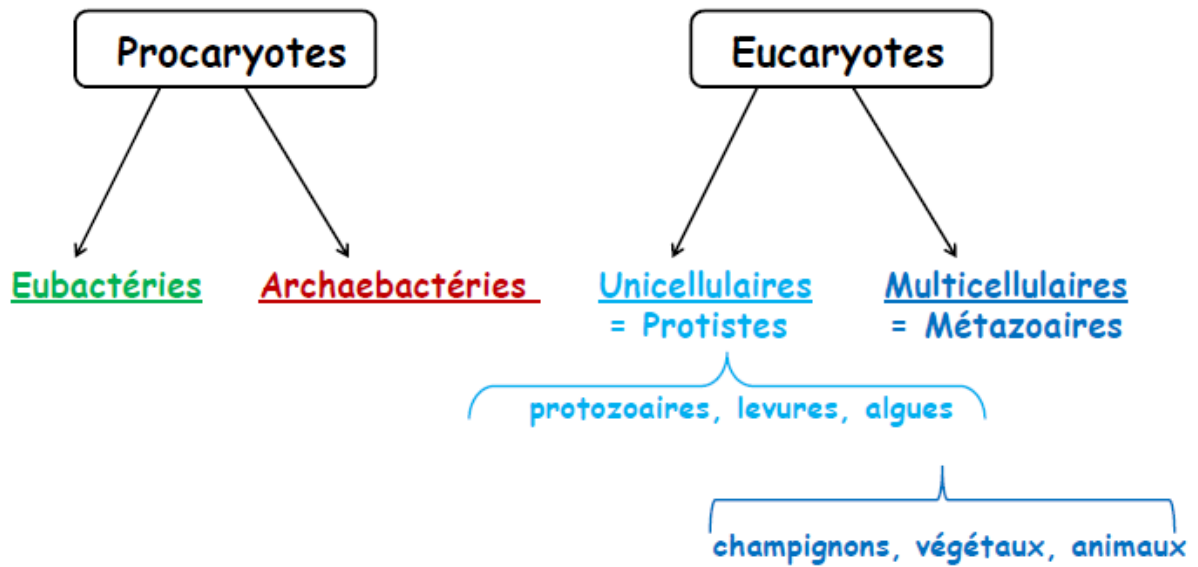 Procaryotes
Eucaryotes
Eubactéries
Archaebactéries
Unicellulaires
= Protistes
Multicellulaires
= Métazoaires
protozoaires, levures, algues
champignons, végétaux, animaux